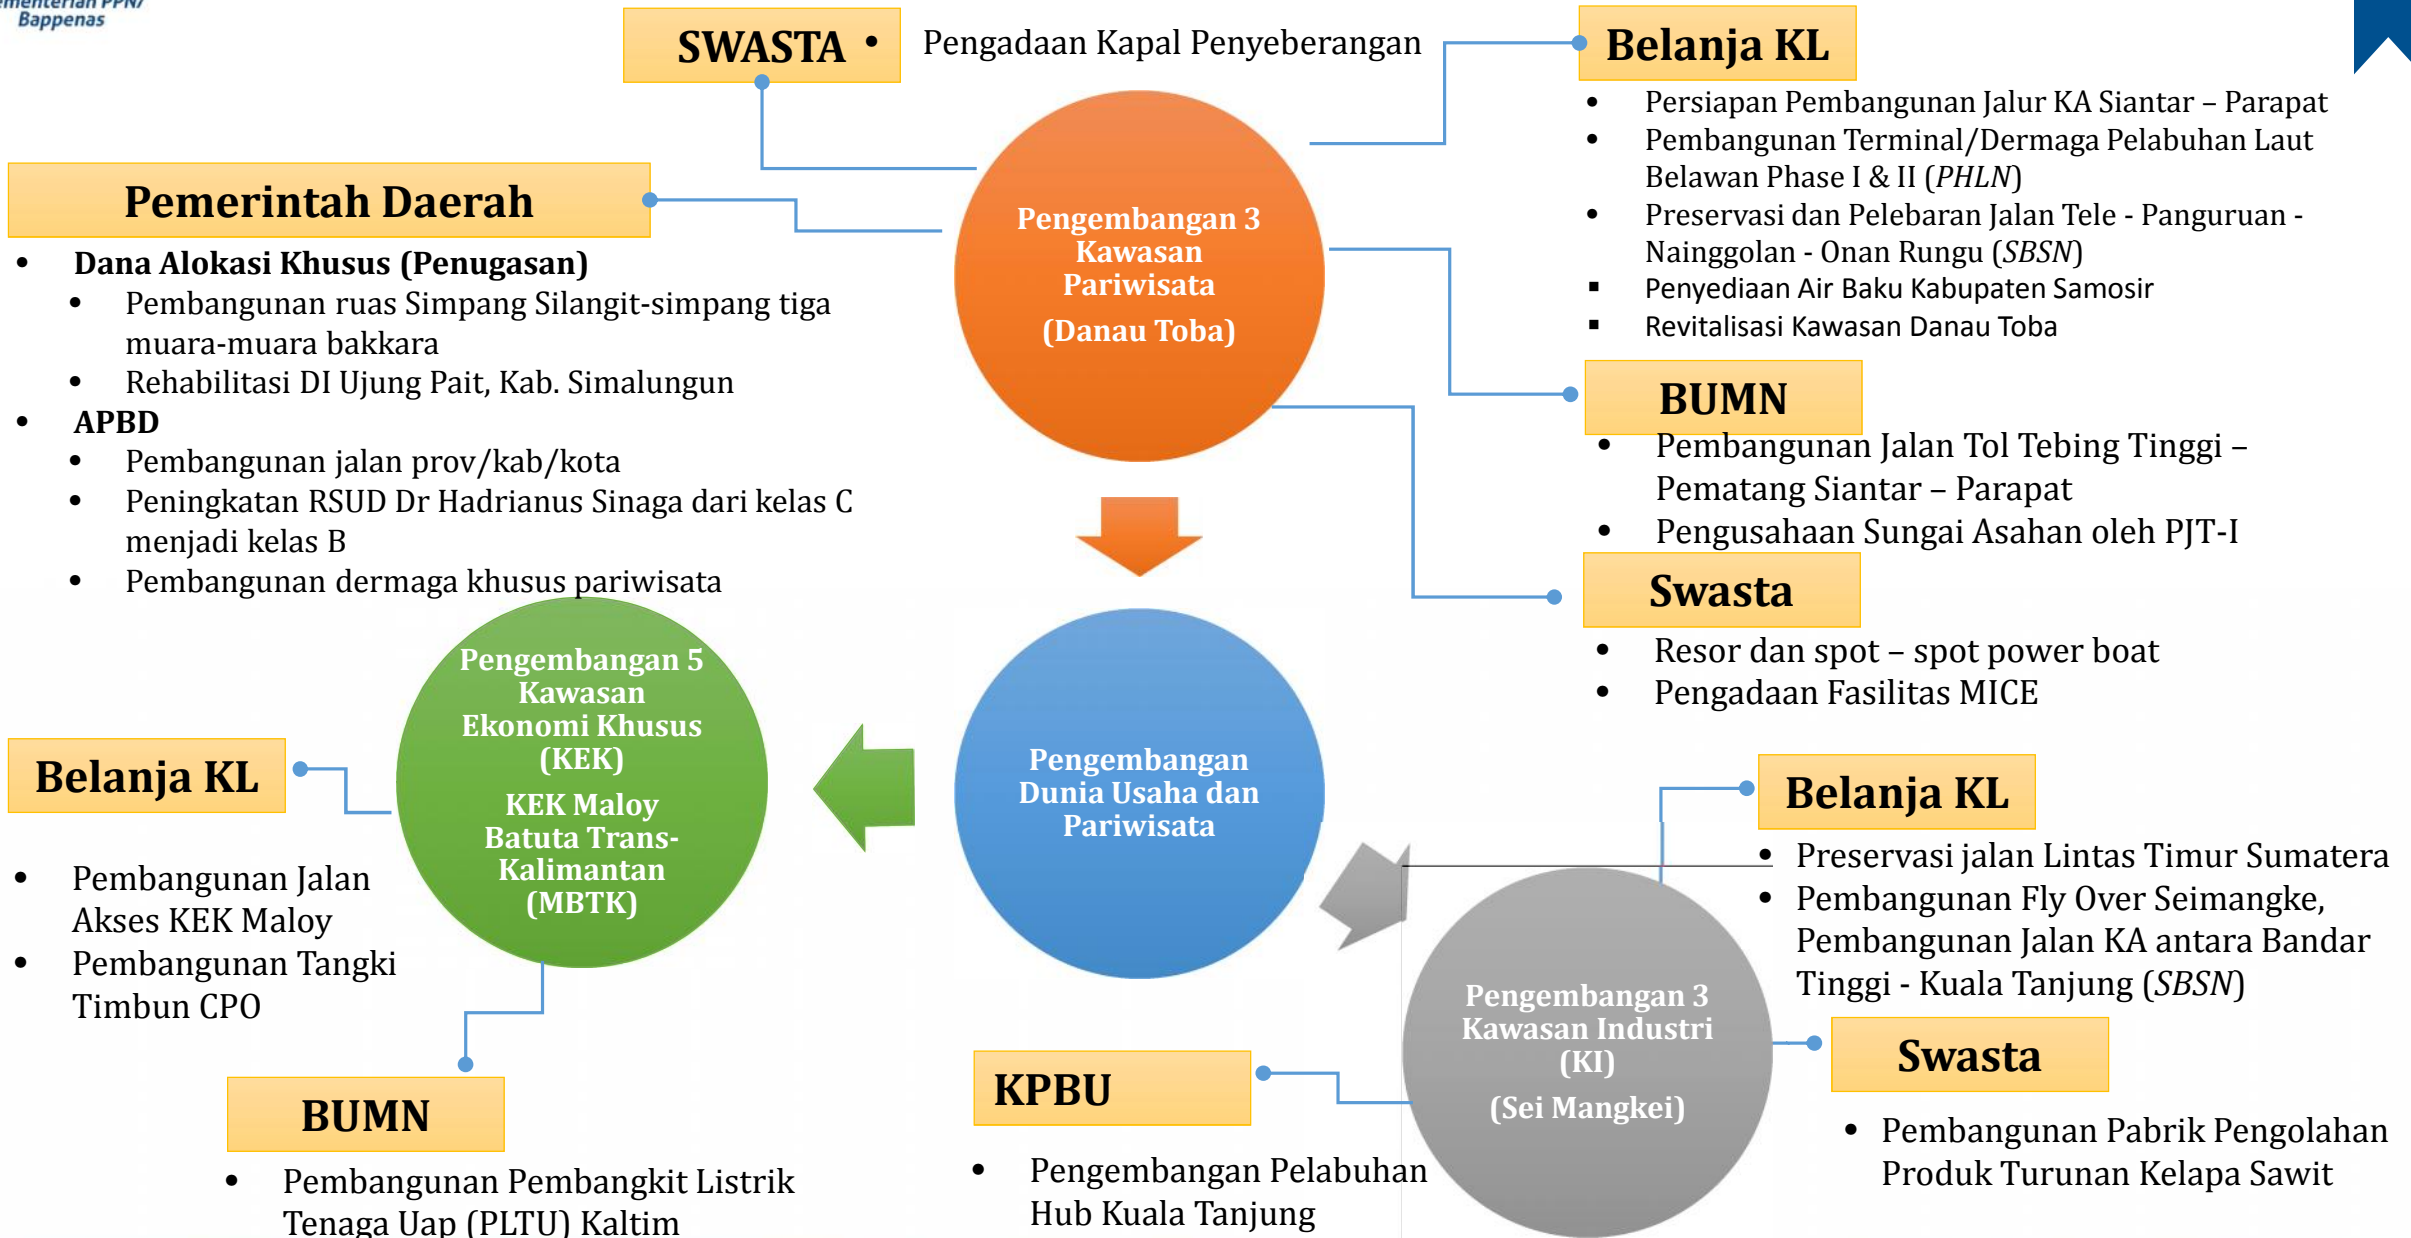 Kementerian PPN/
Bappenas
SWASTA
• Pengadaan Kapal Penyeberangan
Belanja KL
• Persiapan Pembangunan Jalur KA Siantar – Parapat
• Pembangunan Terminal/Dermaga Pelabuhan Laut
Belawan Phase I & II (PHLN)
• Preservasi dan Pelebaran Jalan Tele - Panguruan -
Nainggolan - Onan Rungu (SBSN)
▪ Penyediaan Air Baku Kabupaten Samosir
▪ Revitalisasi Kawasan Danau Toba
Pemerintah Daerah
• Dana Alokasi Khusus (Penugasan)
• Pembangunan ruas Simpang Silangit-simpang tiga
muara-muara bakkara
• Rehabilitasi DI Ujung Pait, Kab. Simalungun
• APBD
• Pembangunan jalan prov/kab/kota
• Peningkatan RSUD Dr Hadrianus Sinaga dari kelas C
menjadi kelas B
• Pembangunan dermaga khusus pariwisata
Pengembangan 3
Kawasan
Pariwisata
(Danau Toba)
BUMN
• Pembangunan Jalan Tol Tebing Tinggi –
Pematang Siantar – Parapat
• Pengusahaan Sungai Asahan oleh PJT-I
Swasta
• Resor dan spot – spot power boat
• Pengadaan Fasilitas MICE
Pengembangan 5
Kawasan
Ekonomi Khusus
(KEK)
KEK Maloy
Batuta Trans-
Kalimantan
(MBTK)
Pengembangan
Dunia Usaha dan
Pariwisata
Belanja KL
• Pembangunan Jalan
Akses KEK Maloy
• Pembangunan Tangki
Timbun CPO
BUMN
• Pembangunan Pembangkit Listrik
Tenaga Uap (PLTU) Kaltim
Belanja KL
• Preservasi jalan Lintas Timur Sumatera
• Pembangunan Fly Over Seimangke,
Pembangunan Jalan KA antara Bandar
Tinggi - Kuala Tanjung (SBSN)
Pengembangan 3
Kawasan Industri
(KI)
(Sei Mangkei)
KPBU
• Pengembangan Pelabuhan
Hub Kuala Tanjung
Swasta
• Pembangunan Pabrik Pengolahan
Produk Turunan Kelapa Sawit